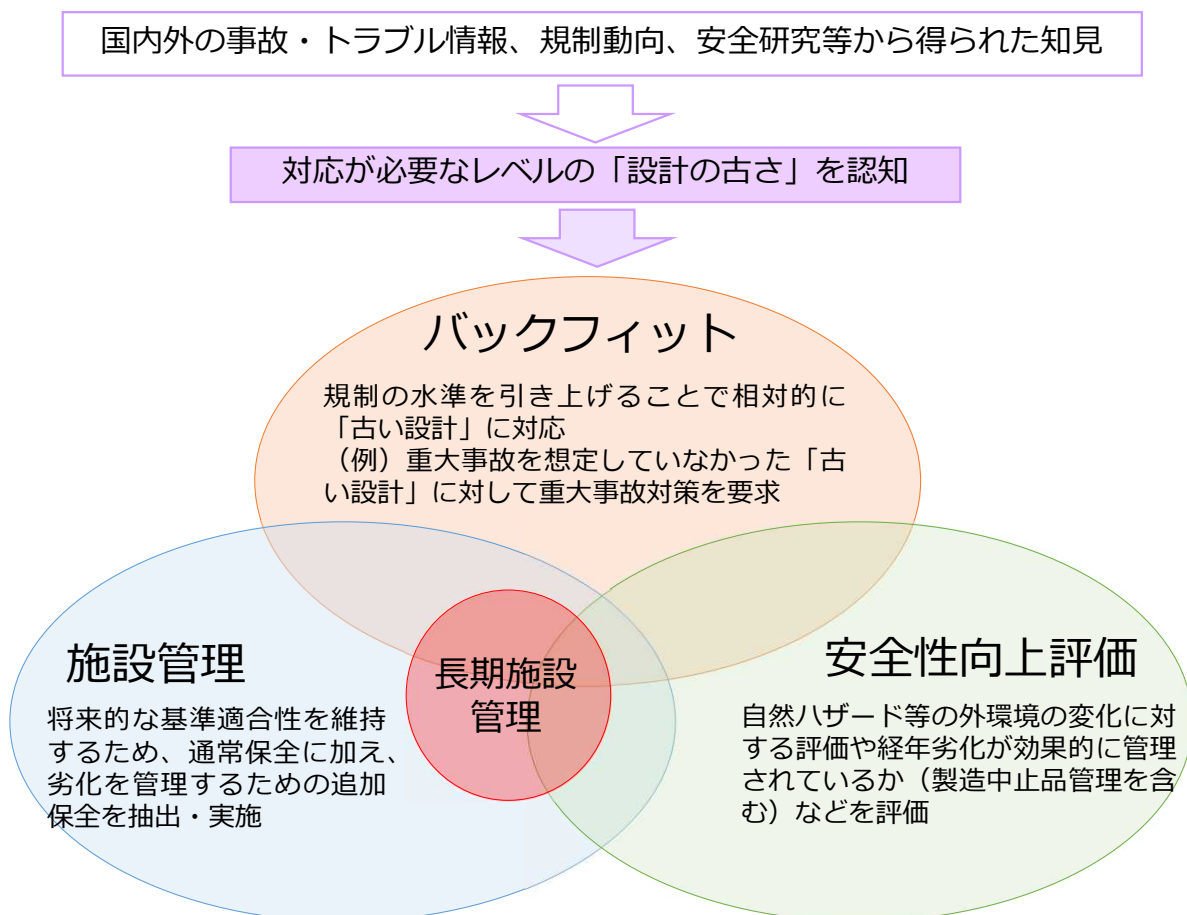 国内外の事故・トラブル情報、規制動向、安全研究等から得られた知見
対応が必要なレベルの「設計の古さ」を認知
バックフィット
規制の水準を引き上げることで相対的に
「古い設計」に対応
（例）重大事故を想定していなかった「古
い設計」に対して重大事故対策を要求
施設管理
将来的な基準適合性を維持
するため、通常保全に加え、
劣化を管理するための追加
保全を抽出・実施
長期施設
管理
安全性向上評価
自然ハザード等の外環境の変化に対
する評価や経年劣化が効果的に管理
されているか（製造中止品管理を含
む）などを評価